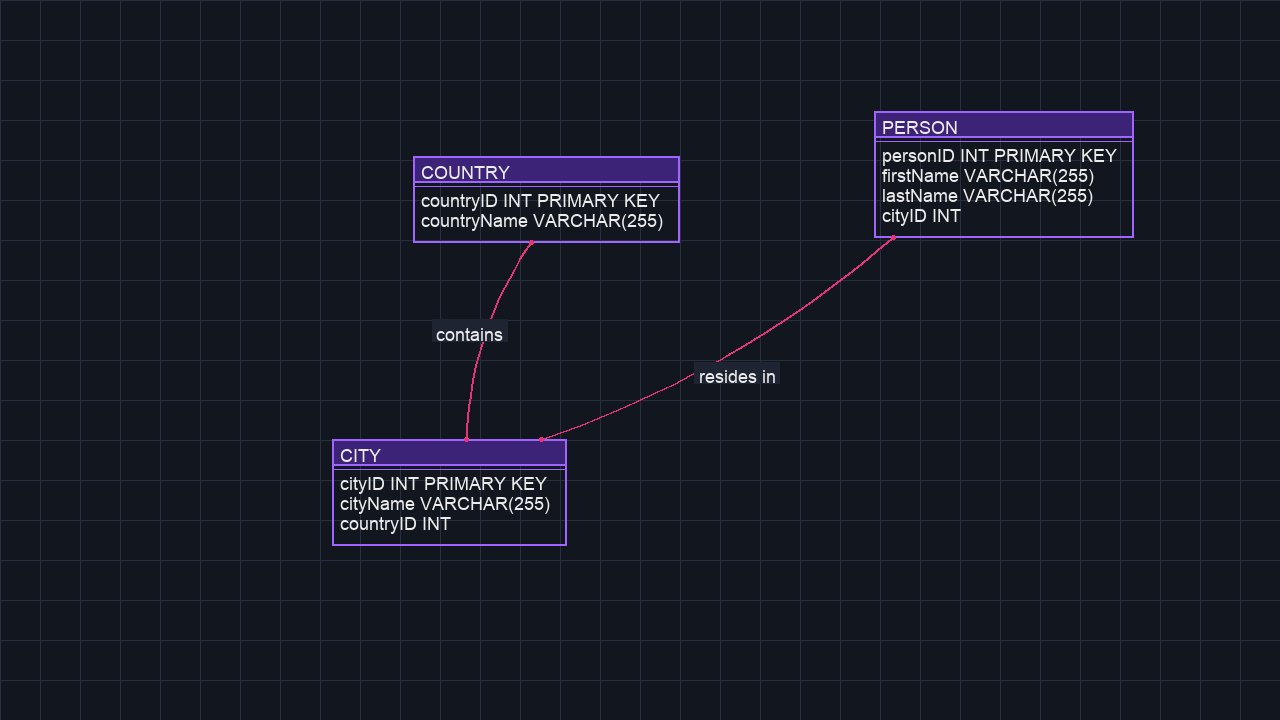 COUNTRY
countryID INT PRIMARY KEY
countryName VARCHAR(255)
PERSON
personID INT PRIMARY KEY
firstName VARCHAR(255)
lastName VARCHAR(255)
cityID INT
contains
resides in
CITY
cityID INT PRIMARY KEY
cityName VARCHAR(255)
countryID INT